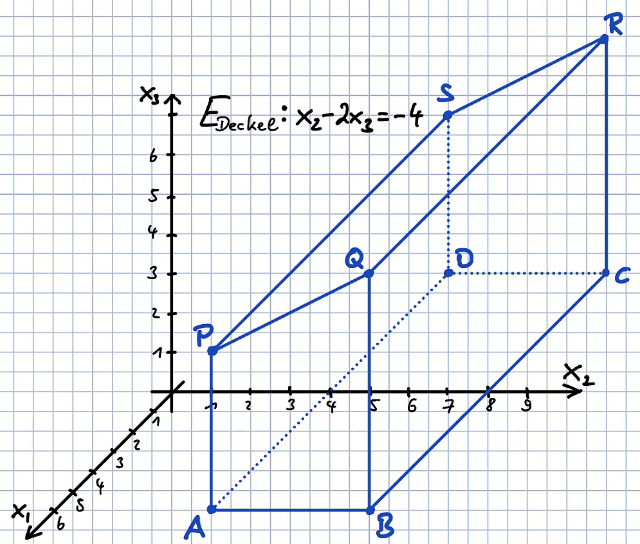 R
S
x₃
E_Deckel: x₂-2x₃=-4
6
5
4
3
2
1
Q
D
C
P
x₂
1 2 3 4 5 6 7 8 9
1
2
3
4
5
6
x₁
A
B